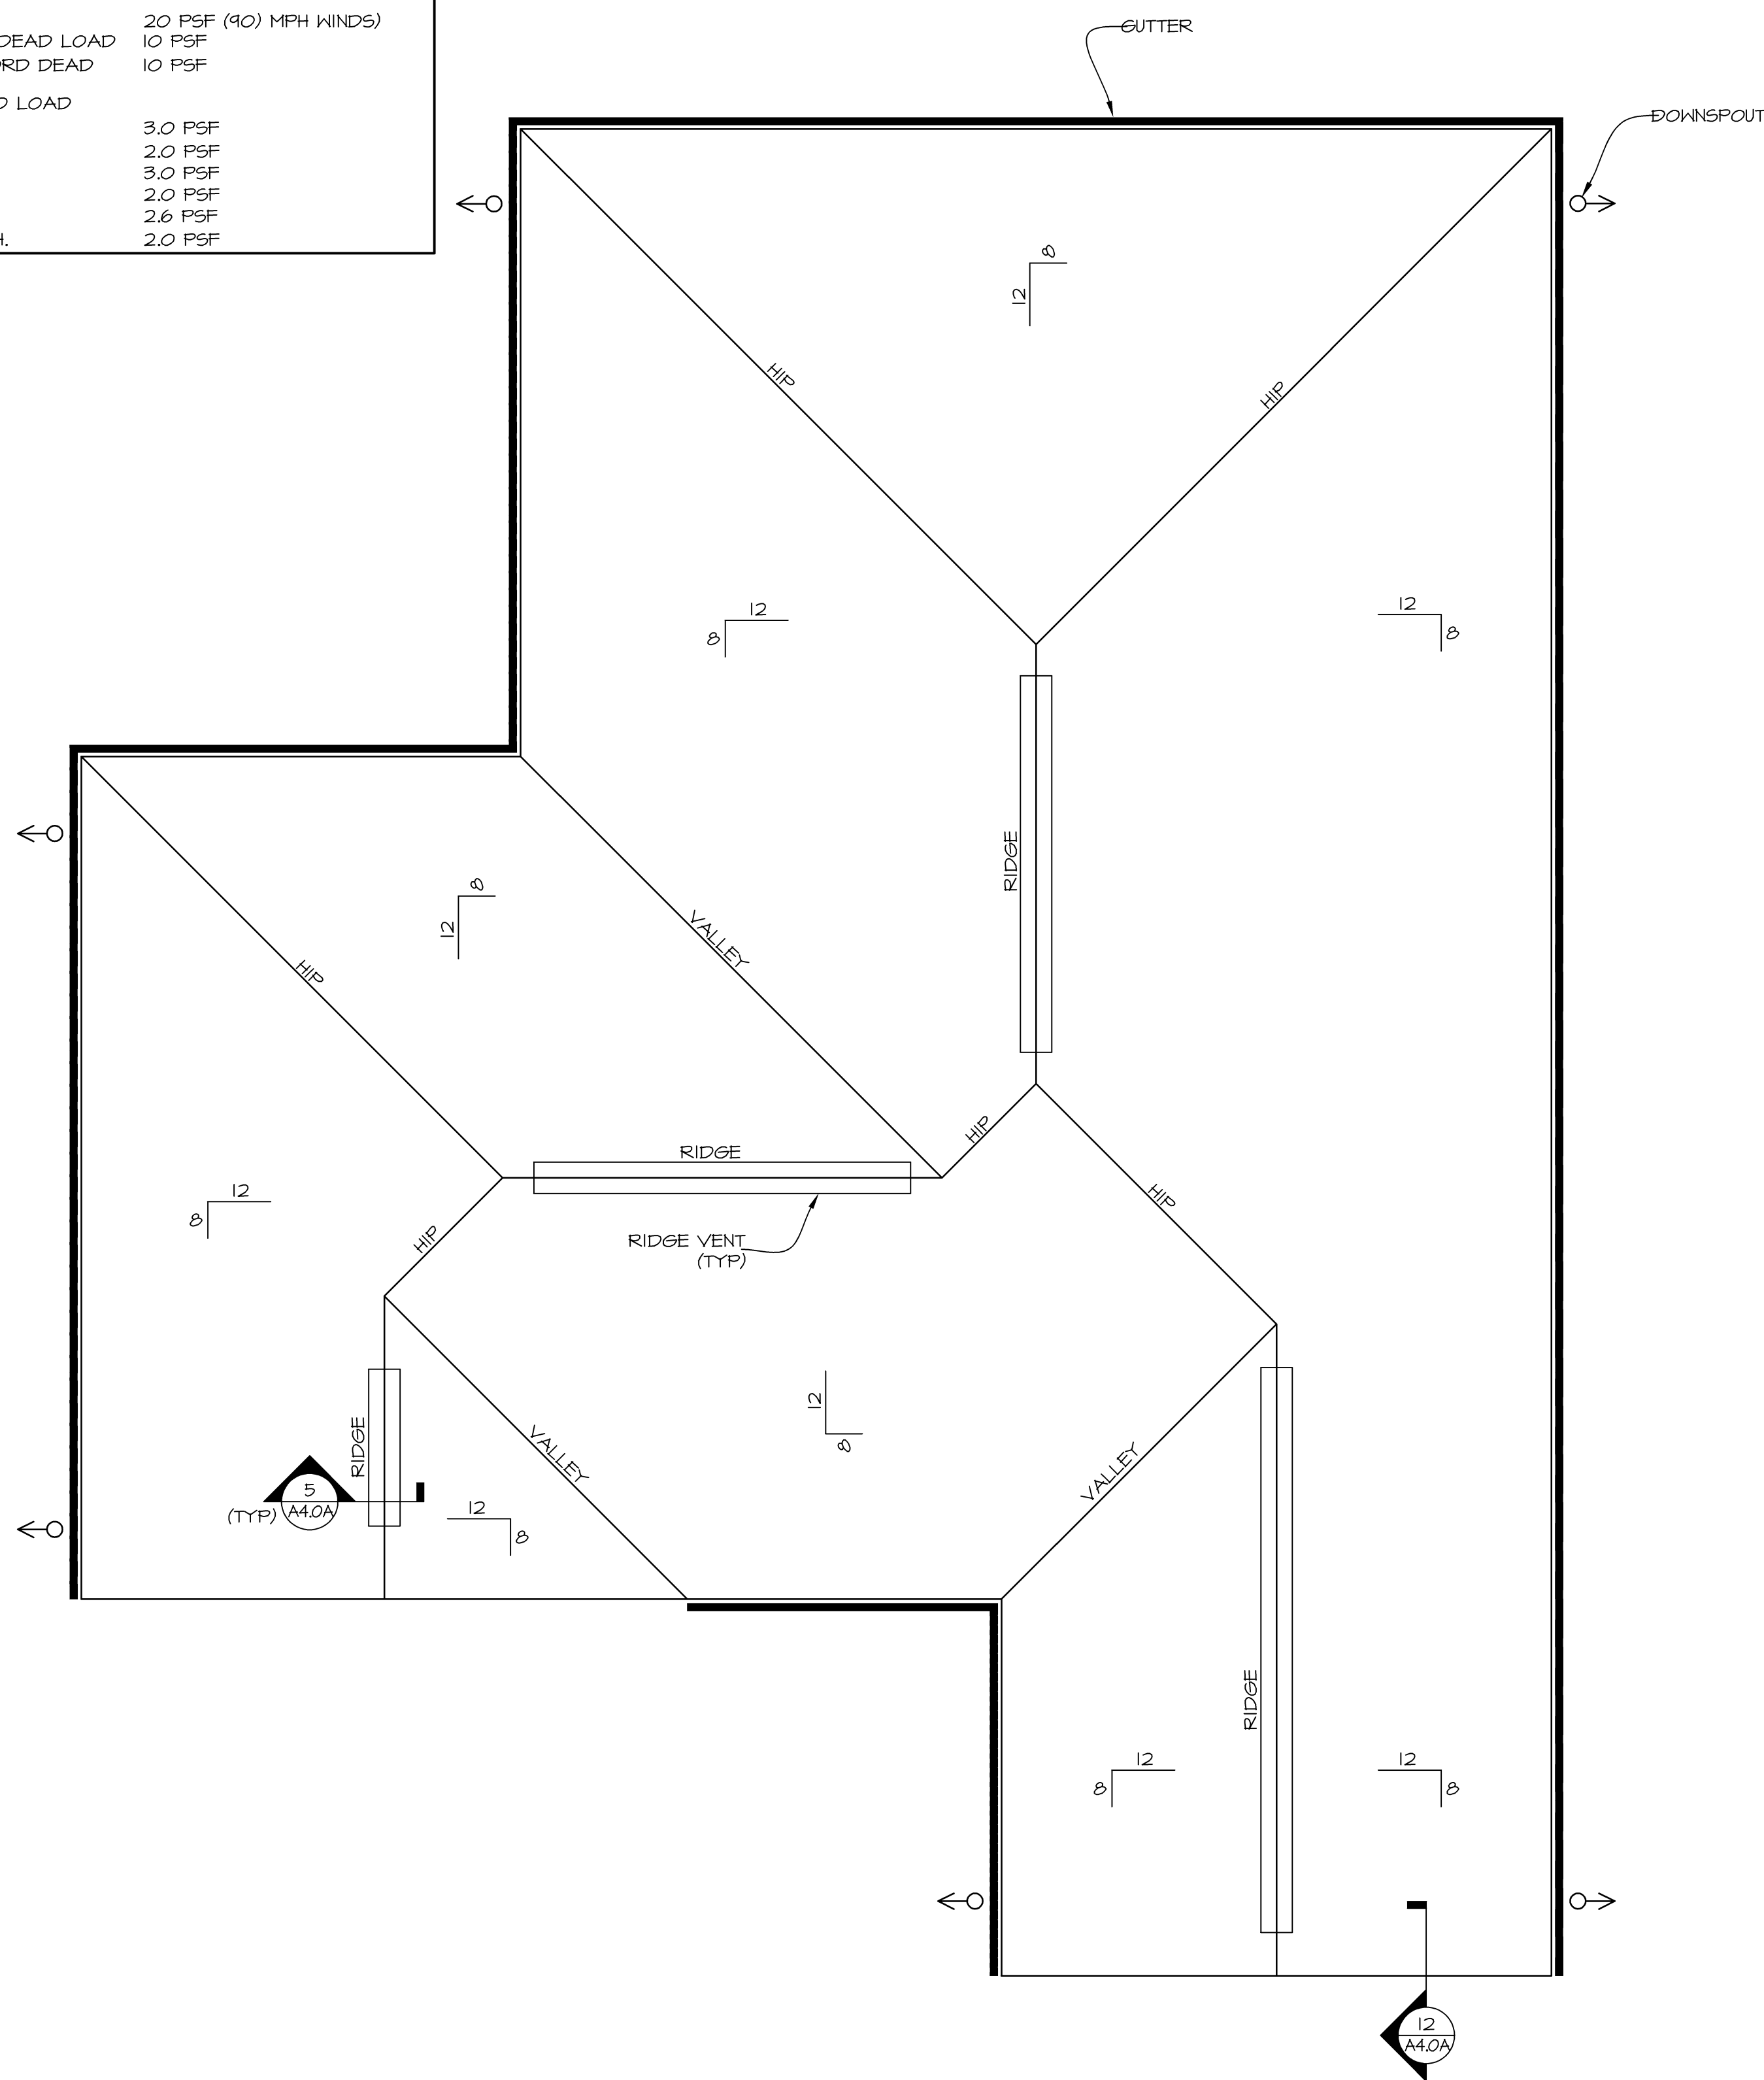 20 PSF (90) MPH WINDS)
DEAD LOAD 10 PSF
RD DEAD 10 PSF
LOAD
3.0 PSF
2.0 PSF
3.0 PSF
2.0 PSF
2.6 PSF
H. 2.0 PSF
GUTTER
DOWNSPOUT
8
12
HIP
HIP
12
8
12
8
RIDGE
8
12
VALLEY
HIP
HIP
RIDGE
HIP
12
8
RIDGE VENT
(TYP)
HIP
12
8
RIDGE
VALLEY
VALLEY
5
A4.0A
(TYP)
12
8
RIDGE
12
8
12
8
12
A4.0A